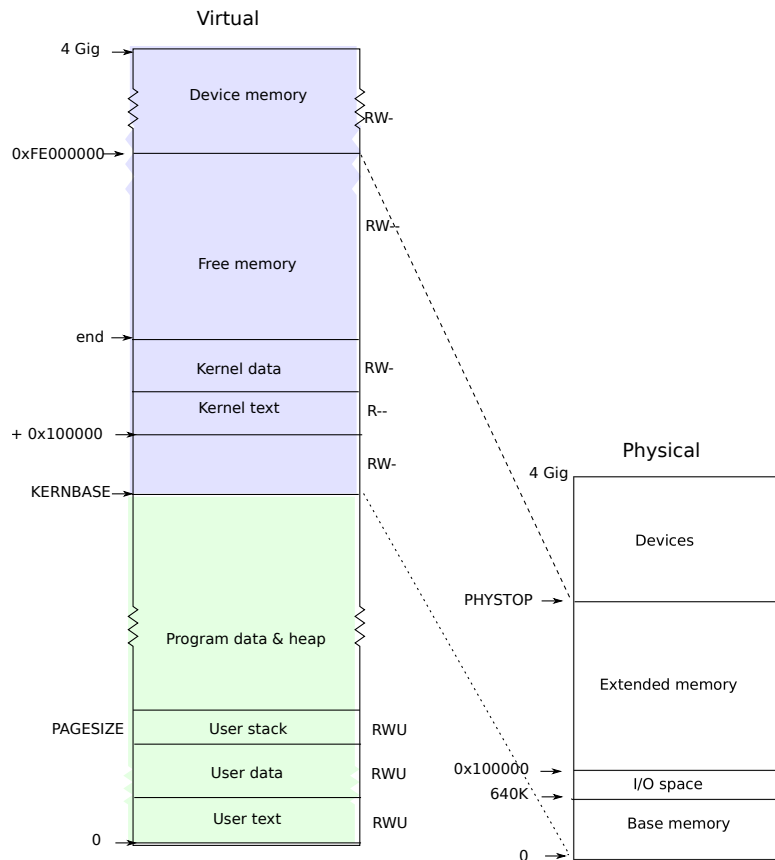 Virtual
4 Gig
Device memory
RW-
0xFE000000
RW--
Free memory
end
Kernel data
RW-
Kernel text
R--
+ 0x100000
RW-
KERNBASE
Physical
4 Gig
Devices
PHYSTOP
Program data & heap
Extended memory
PAGESIZE
User stack
RWU
0x100000
User data
RWU
I/O space
640K
User text
RWU
Base memory
0
0